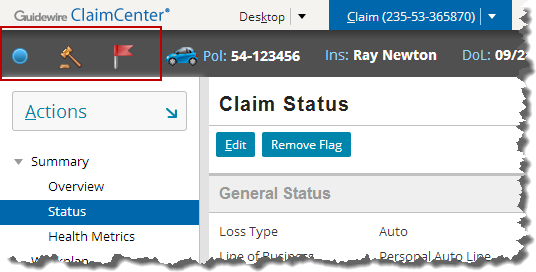 Guidewire ClaimCenter®
Desktop
Claim (235-53-365870)
Pol: 54-123456
Ins: Ray Newton
DoL: 09/2
Actions
Claim Status
Edit
Remove Flag
Summary
Overview
Status
Health Metrics
Workplan
General Status
Loss Type
Auto
Line of Business
Personal Auto Line